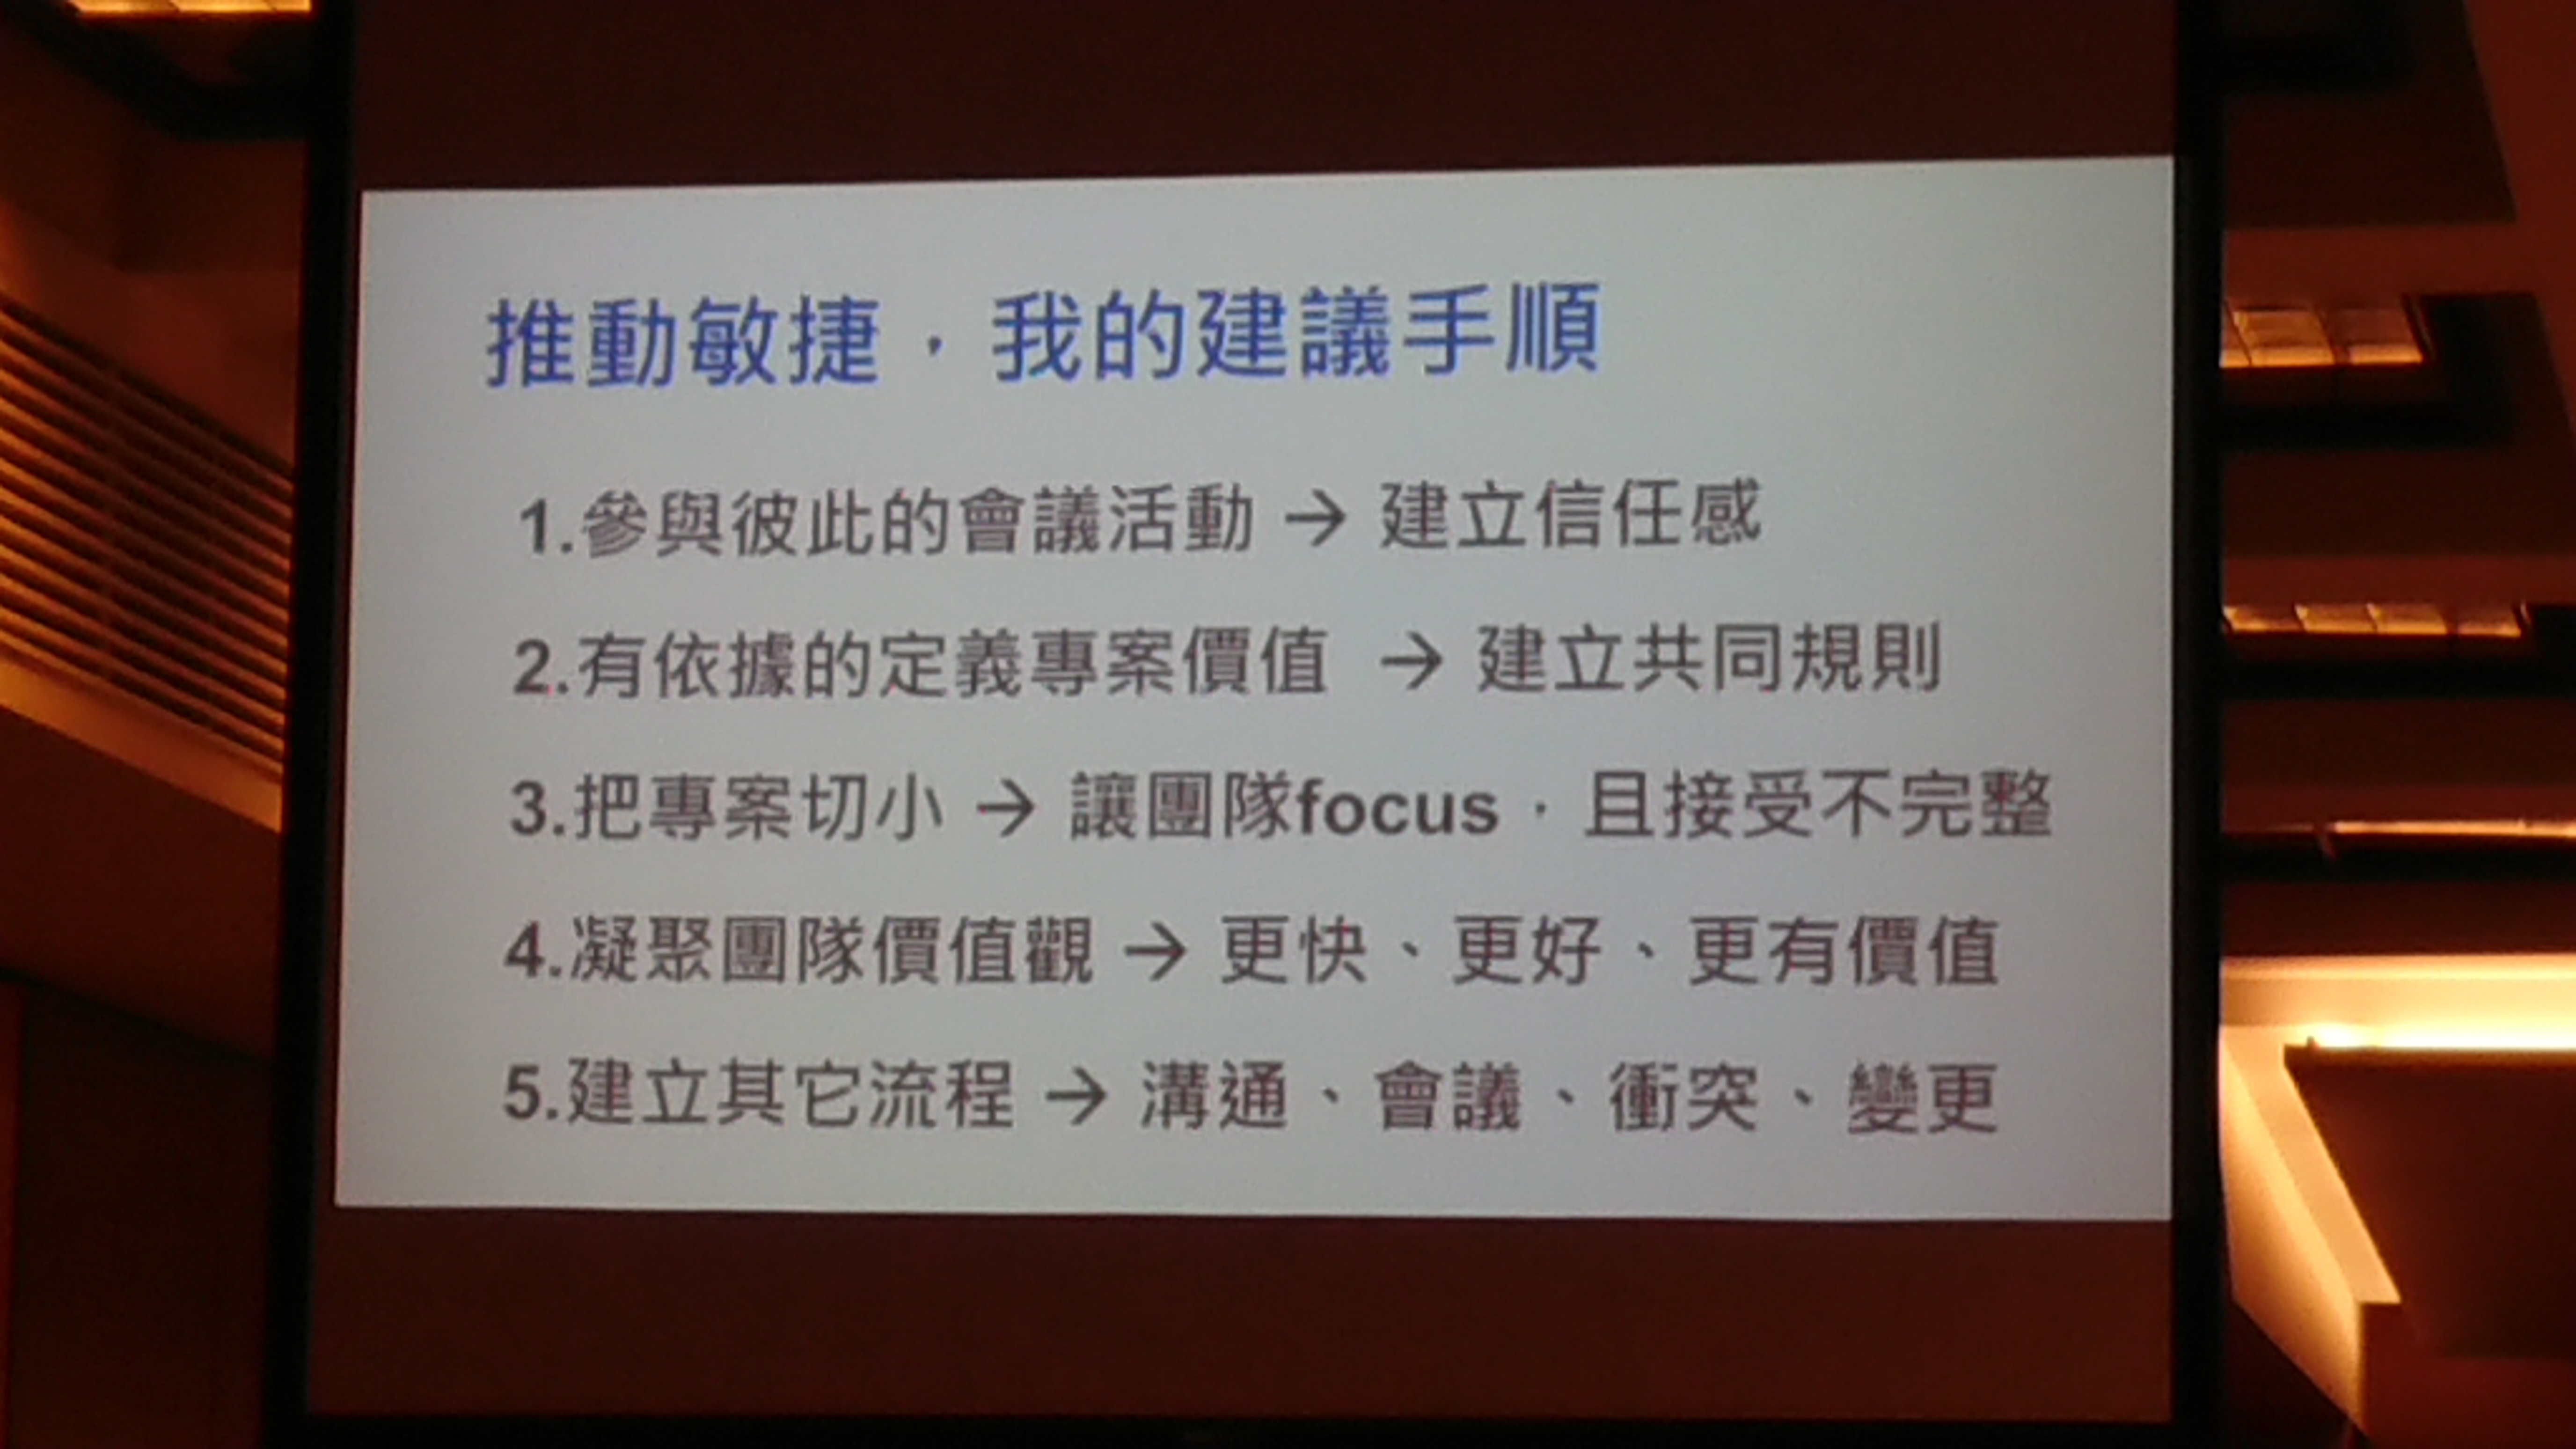 推動敏捷，我的建議手順
1.參與彼此的會議活動 → 建立信任感
2.有依據的定義專案價值 → 建立共同規則
3.把專案切小 → 讓團隊focus，且接受不完整
4.凝聚團隊價值觀 → 更快、更好、更有價值
5.建立其它流程 → 溝通、會議、衝突、變更